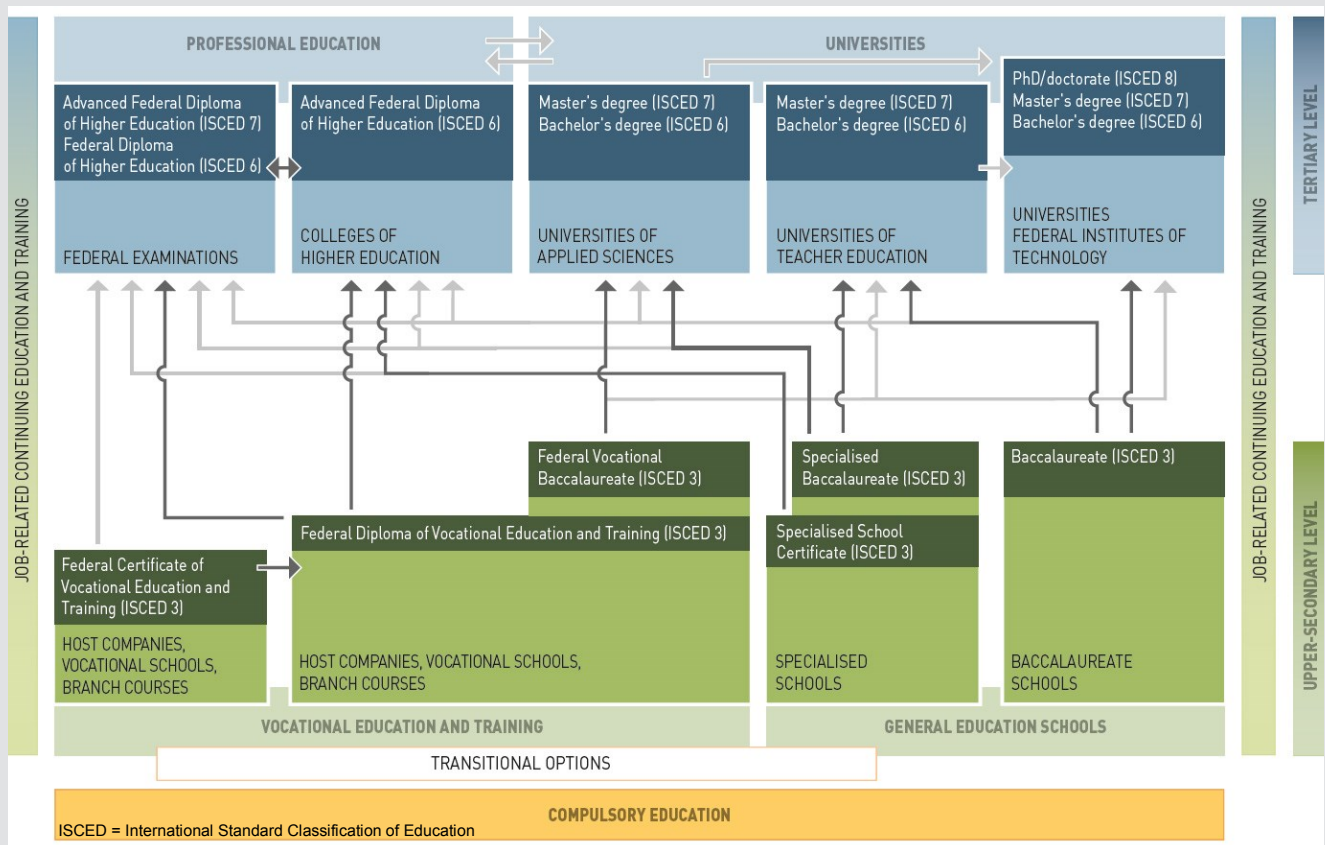 PROFESSIONAL EDUCATION
UNIVERSITIES
Advanced Federal Diploma
of Higher Education (ISCED 7)
Federal Diploma
of Higher Education (ISCED 6)
FEDERAL EXAMINATIONS
Advanced Federal Diploma
of Higher Education (ISCED 6)
COLLEGES OF
HIGHER EDUCATION
Master's degree (ISCED 7)
Bachelor's degree (ISCED 6)
UNIVERSITIES OF
APPLIED SCIENCES
Master's degree (ISCED 7)
Bachelor's degree (ISCED 6)
UNIVERSITIES OF
TEACHER EDUCATION
PhD/doctorate (ISCED 8)
Master's degree (ISCED 7)
Bachelor's degree (ISCED 6)
UNIVERSITIES
FEDERAL INSTITUTES OF
TECHNOLOGY
JOB-RELATED CONTINUING EDUCATION AND TRAINING
JOB-RELATED CONTINUING EDUCATION AND TRAINING
TERTIARY LEVEL
UPPER-SECONDARY LEVEL
Federal Certificate of
Vocational Education and
Training (ISCED 3)
HOST COMPANIES,
VOCATIONAL SCHOOLS,
BRANCH COURSES
Federal Vocational
Baccalaureate (ISCED 3)
Federal Diploma of Vocational Education and Training (ISCED 3)
HOST COMPANIES, VOCATIONAL SCHOOLS,
BRANCH COURSES
Specialised
Baccalaureate (ISCED 3)
Specialised School
Certificate (ISCED 3)
SPECIALISED
SCHOOLS
Baccalaureate (ISCED 3)
BACCALAUREATE
SCHOOLS
VOCATIONAL EDUCATION AND TRAINING
GENERAL EDUCATION SCHOOLS
TRANSITIONAL OPTIONS
COMPULSORY EDUCATION
ISCED = International Standard Classification of Education